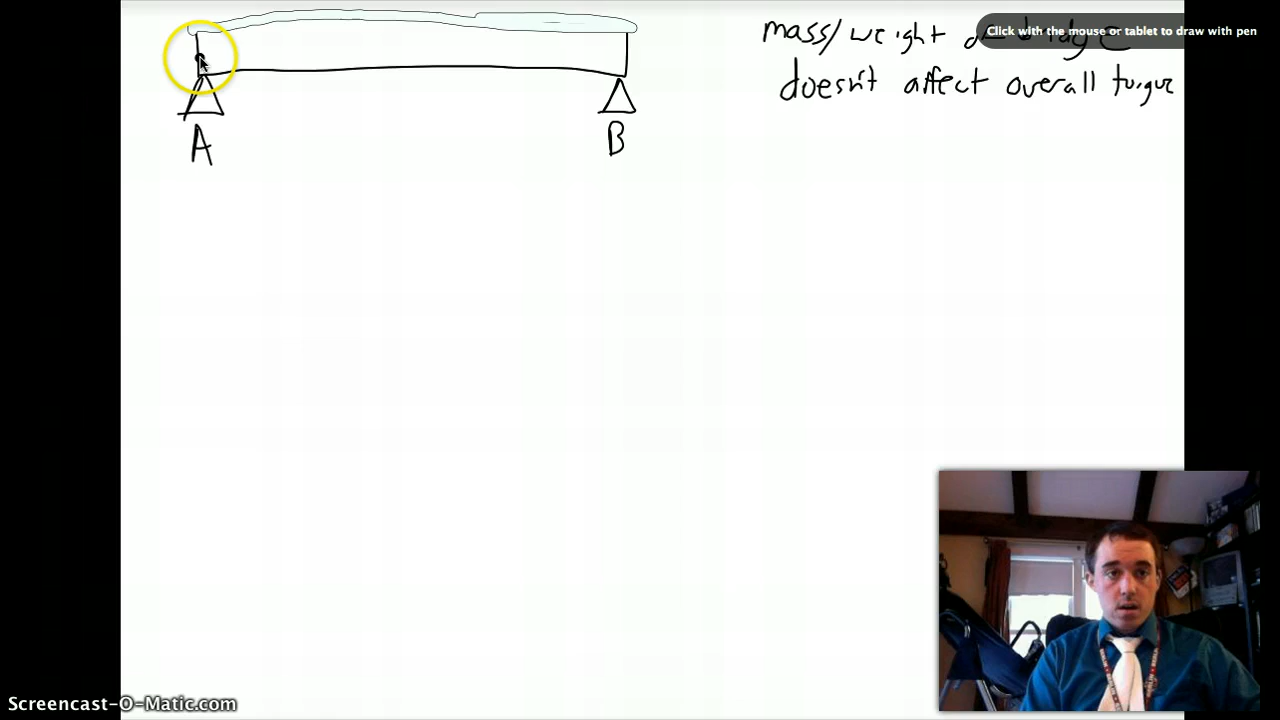 mass/weight
Click with the mouse or tablet to draw with pen
doesn't affect overall torque
A
B
Screencast-O-Matic.com